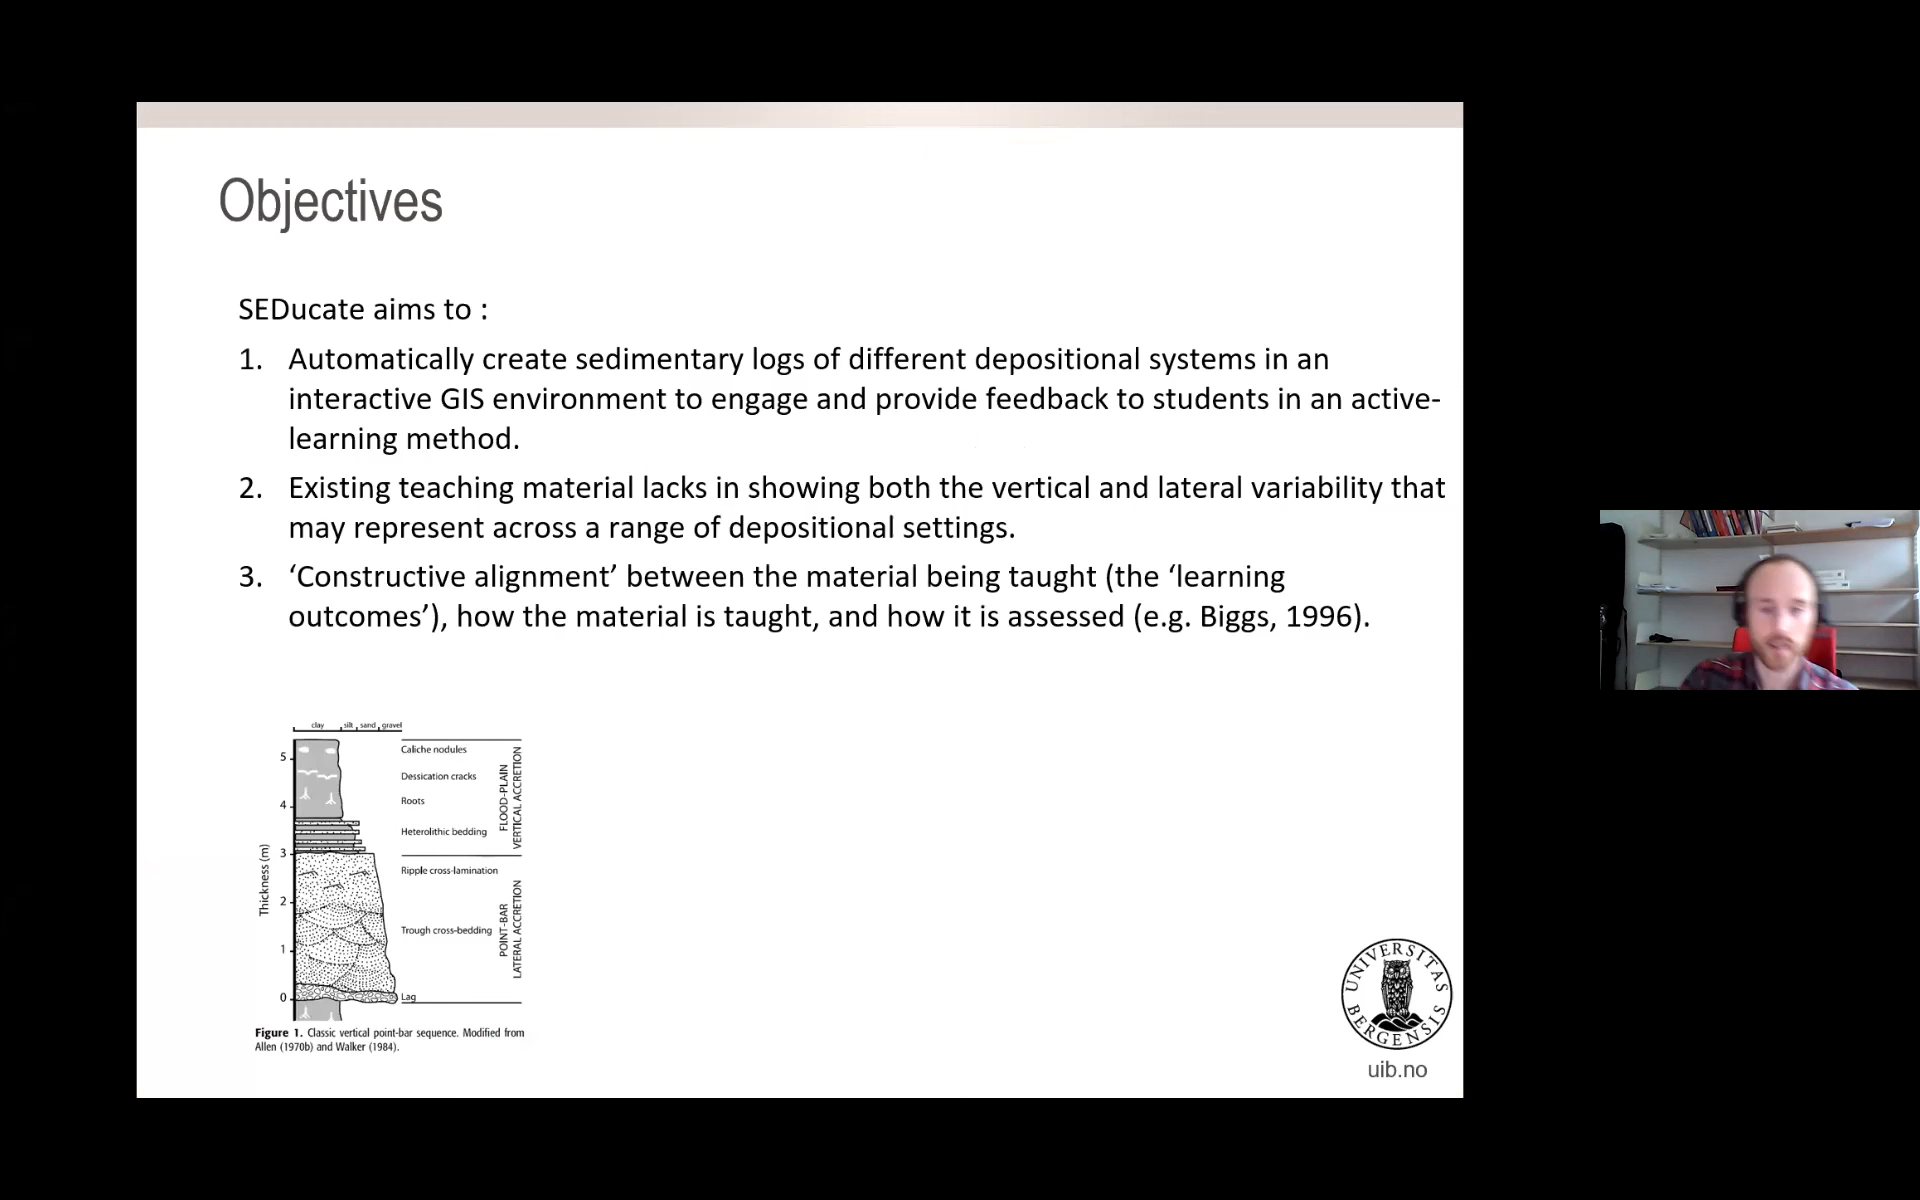 Objectives
SEDucate aims to :
1. Automatically create sedimentary logs of different depositional systems in an
interactive GIS environment to engage and provide feedback to students in an active-
learning method.
2. Existing teaching material lacks in showing both the vertical and lateral variability that
may represent across a range of depositional settings.
3. ‘Constructive alignment’ between the material being taught (the ‘learning
outcomes’), how the material is taught, and how it is assessed (e.g. Biggs, 1996).
clay silt sand gravel
5
4
3
2
1
0
Thickness (m)
Caliche nodules
Dessication cracks
Roots
Heterolithic bedding
Ripple cross-lamination
Trough cross-bedding
Lag
FLOOD-PLAIN
VERTICAL ACCRETION
POINT-BAR
LATERAL ACCRETION
Figure 1. Classic vertical point-bar sequence. Modified from
Allen (1970b) and Walker (1984).
UNIVERSITAS
BERGENSIS
uib.no